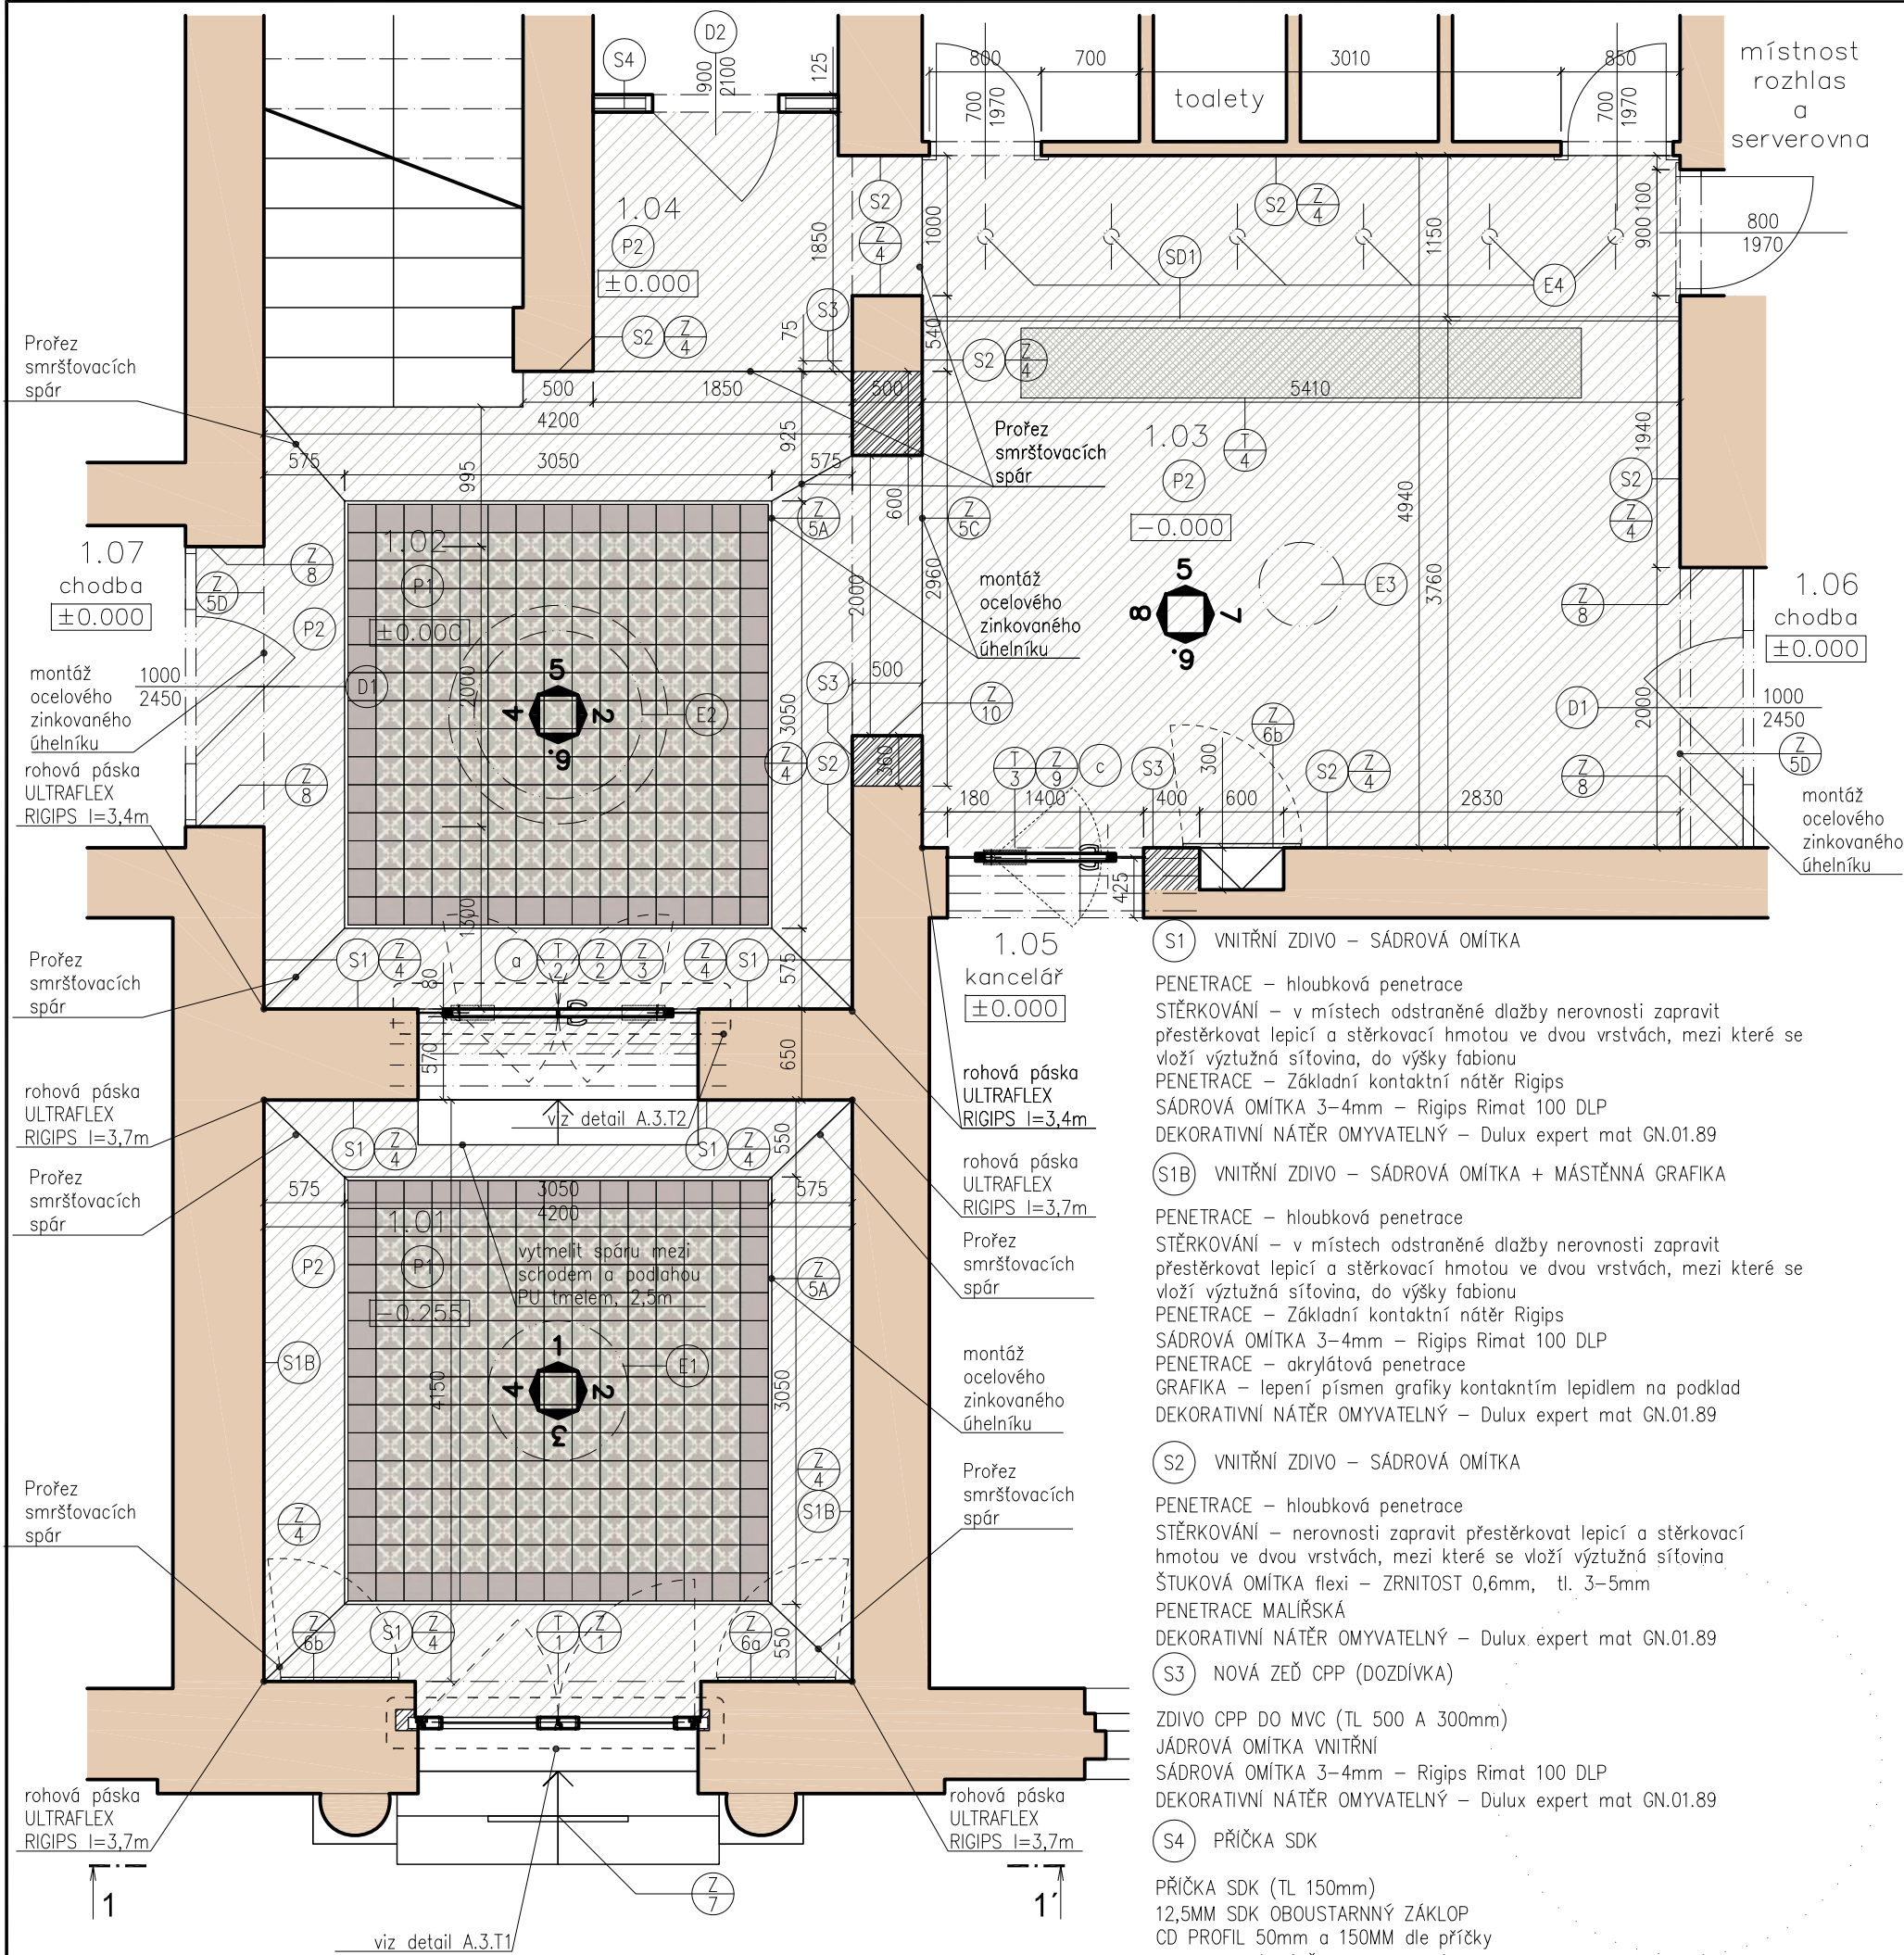 D2
S4
900
2100
125
800
700
3010
850
700
1970
toalety
700
1970
místnost
rozhlas
a
serverovna
1.04
P2
±0.000
1850
S2
Z
4
1000
S2
Z
4
1150
900
100
800
1970
SD1
E4
S3
75
S2
Z
4
540
S2
Z
4
Prořez
smršťovacích
spár
500
1850
500
5410
4200
925
575
3050
575
995
Prořez
smršťovacích
spár
1.03
T
4
P2
-0.000
1940
S2
Z
4
4940
3760
600
Z
5A
Z
5C
1.02
P1
±0.000
1.07
chodba
±0.000
Z
8
Z
5D
P2
2000
2960
montáž
ocelového
zinkovaného
úhelníku
5
7
6.
8
E3
Z
8
1.06
chodba
±0.000
montáž
ocelového
zinkovaného
úhelníku
1000
2450
D1
2000
5
2
6.
4
E2
3050
S3
500
Z
10
Z
6b
D1
1000
2450
2000
Z
5D
rohová páska
ULTRAFLEX
RIGIPS l=3,4m
Z
8
Z
4
S2
360
T
3
Z
9
c
S3
300
S2
Z
4
Z
8
180
1400
400
600
2830
montáž
ocelového
zinkovaného
úhelníku
425
1300
Prořez
smršťovacích
spár
S1
Z
4
80
a
T
2
Z
2
Z
3
Z
4
S1
575
1.05
kancelář
±0.000
570
650
rohová páska
ULTRAFLEX
RIGIPS l=3,7m
viz detail A.3.T2
rohová páska
ULTRAFLEX
RIGIPS l=3,4m
S1
Z
4
S1
Z
4
550
Prořez
smršťovacích
spár
rohová páska
ULTRAFLEX
RIGIPS l=3,7m
575
3050
575
4200
1.01
P2
P1
-0.255
vytmelit spáru mezi
schodem a podlahou
PU tmelem, 2,5m
Z
5A
Prořez
smršťovacích
spár
S1B
4150
1
2
3
4
E1
3050
montáž
ocelového
zinkovaného
úhelníku
Z
4
S1B
Prořez
smršťovacích
spár
Prořez
smršťovacích
spár
Z
4
Z
6b
S1
Z
4
T
1
Z
1
Z
6a
550
rohová páska
ULTRAFLEX
RIGIPS l=3,7m
rohová páska
ULTRAFLEX
RIGIPS l=3,7m
1
1´
Z
7
viz detail A.3.T1
S1 VNITŘNÍ ZDIVO – SÁDROVÁ OMÍTKA
PENETRACE – hloubková penetrace
STĚRKOVÁNÍ – v místech odstraněné dlažby nerovnosti zapravit
přestěrkovat lepicí a stěrkovací hmotou ve dvou vrstvách, mezi které se
vloží výztužná síťovina, do výšky fabionu
PENETRACE – Základní kontaktní nátěr Rigips
SÁDROVÁ OMÍTKA 3–4mm – Rigips Rimat 100 DLP
DEKORATIVNÍ NÁTĚR OMYVATELNÝ – Dulux expert mat GN.01.89
S1B VNITŘNÍ ZDIVO – SÁDROVÁ OMÍTKA + MÁSTĚNNÁ GRAFIKA
PENETRACE – hloubková penetrace
STĚRKOVÁNÍ – v místech odstraněné dlažby nerovnosti zapravit
přestěrkovat lepicí a stěrkovací hmotou ve dvou vrstvách, mezi které se
vloží výztužná síťovina, do výšky fabionu
PENETRACE – Základní kontaktní nátěr Rigips
SÁDROVÁ OMÍTKA 3–4mm – Rigips Rimat 100 DLP
PENETRACE – akrylátová penetrace
GRAFIKA – lepení písmen grafiky kontakntím lepidlem na podklad
DEKORATIVNÍ NÁTĚR OMYVATELNÝ – Dulux expert mat GN.01.89
S2 VNITŘNÍ ZDIVO – SÁDROVÁ OMÍTKA
PENETRACE – hloubková penetrace
STĚRKOVÁNÍ – nerovnosti zapravit přestěrkovat lepicí a stěrkovací
hmotou ve dvou vrstvách, mezi které se vloží výztužná síťovina
ŠTUKOVÁ OMÍTKA flexi – ZRNITOST 0,6mm, tl. 3–5mm
PENETRACE MALÍŘSKÁ
DEKORATIVNÍ NÁTĚR OMYVATELNÝ – Dulux expert mat GN.01.89
S3 NOVÁ ZEĎ CPP (DOZDÍVKA)
ZDIVO CPP DO MVC (TL 500 A 300mm)
JÁDROVÁ OMÍTKA VNITŘNÍ
SÁDROVÁ OMÍTKA 3–4mm – Rigips Rimat 100 DLP
DEKORATIVNÍ NÁTĚR OMYVATELNÝ – Dulux expert mat GN.01.89
S4 PŘÍČKA SDK
PŘÍČKA SDK (TL 150mm)
12,5MM SDK OBOUSTARNNÝ ZÁKLOP
CD PROFIL 50mm a 150MM dle příčky